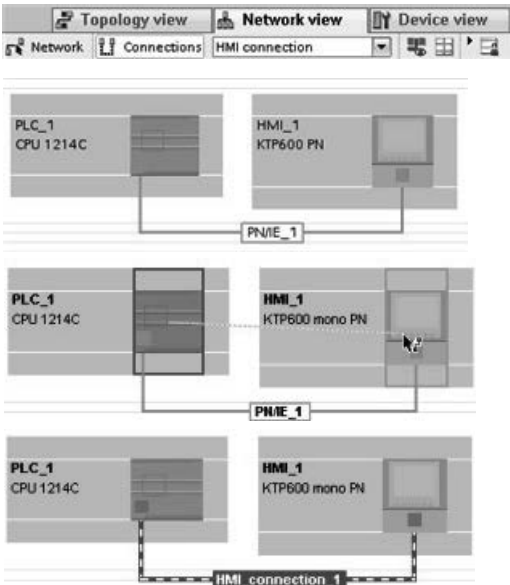 Topology view Network view Device view
Network Connections HMI connection
PLC_1 HMI_1
CPU 1214C KTP600 PN
PN/IE_1
PLC_1 HMI_1
CPU 1214C KTP600 mono PN
PN/IE_1
PLC_1 HMI_1
CPU 1214C KTP600 mono PN
HMI_connection_1